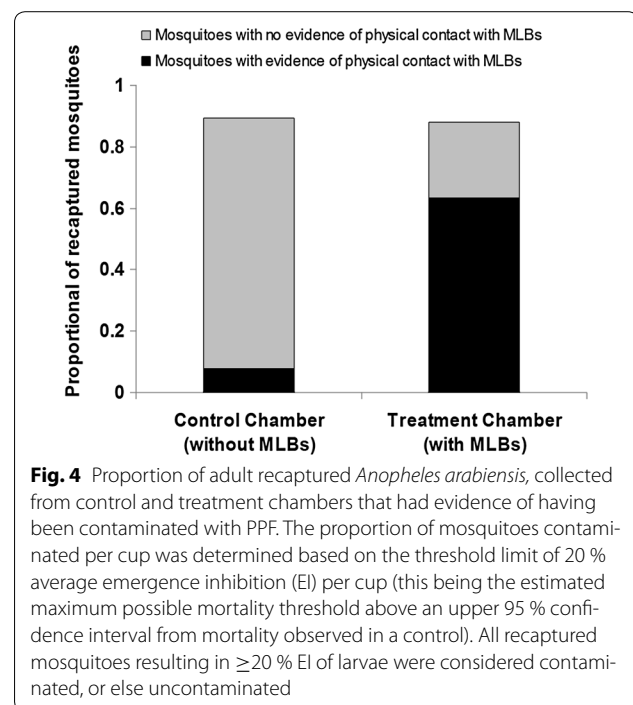 Mosquitoes with no evidence of physical contact with MLBs
Mosquitoes with evidence of physical contact with MLBs
Proportional of recaptured mosquitoes
1
0.8
0.6
0.4
0.2
0
Control Chamber
(without MLBs)
Treatment Chamber
(with MLBs)
Fig. 4 Proportion of adult recaptured Anopheles arabiensis, collected
from control and treatment chambers that had evidence of having
been contaminated with PPF. The proportion of mosquitoes contami-
nated per cup was determined based on the threshold limit of 20 %
average emergence inhibition (EI) per cup (this being the estimated
maximum possible mortality threshold above an upper 95 % confi-
dence interval from mortality observed in a control). All recaptured
mosquitoes resulting in ≥20 % EI of larvae were considered contami-
nated, or else uncontaminated